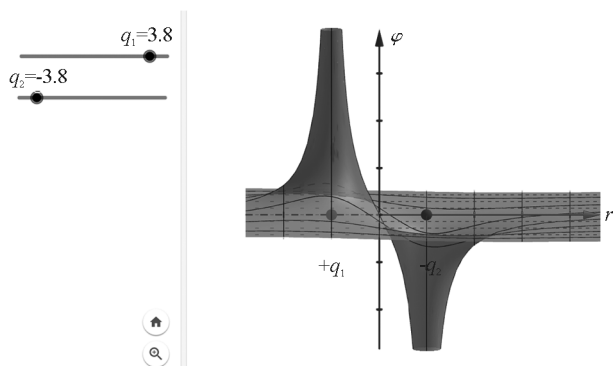 q₁=3.8
q₂=-3.8
φ
r
+q₁
-q₂